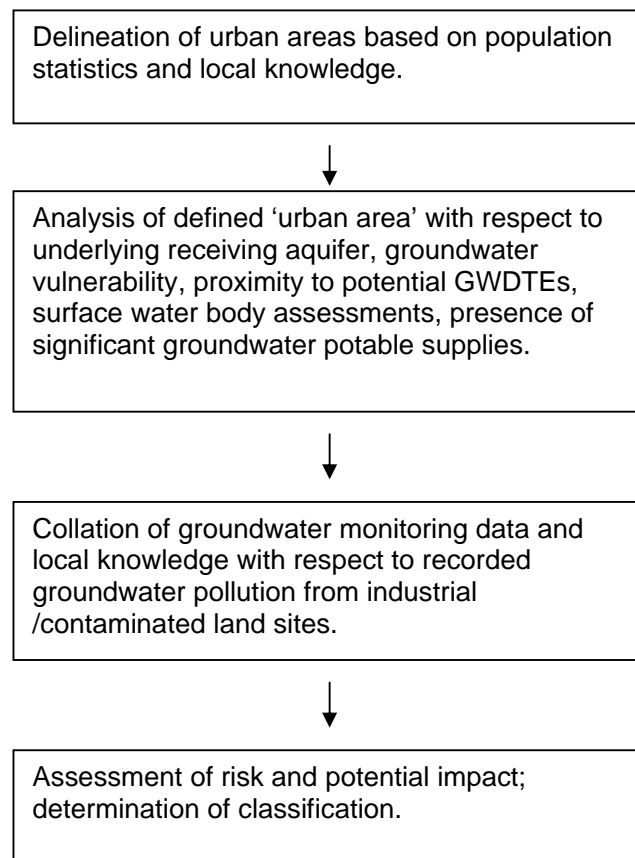 Delineation of urban areas based on population
statistics and local knowledge.
Analysis of defined ‘urban area’ with respect to
underlying receiving aquifer, groundwater
vulnerability, proximity to potential GWDTEs,
surface water body assessments, presence of
significant groundwater potable supplies.
Collation of groundwater monitoring data and
local knowledge with respect to recorded
groundwater pollution from industrial
/contaminated land sites.
Assessment of risk and potential impact;
determination of classification.